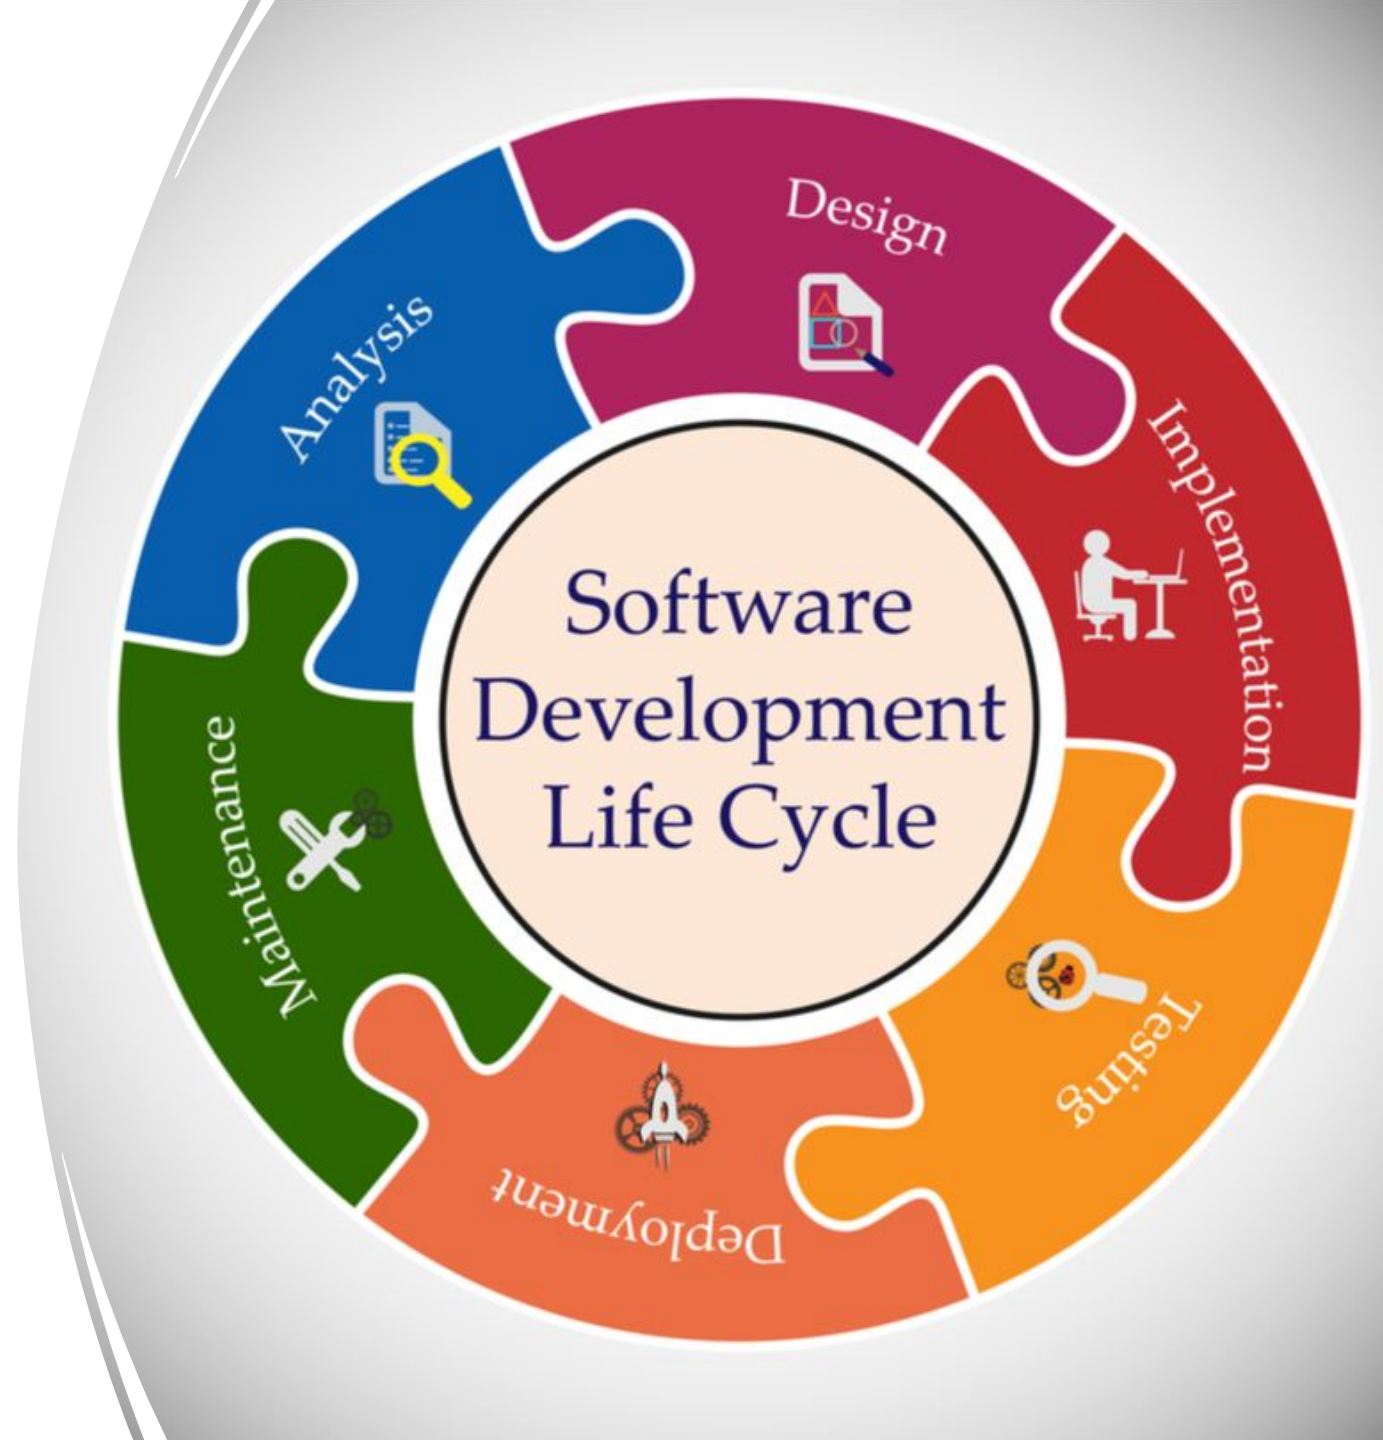 Software
Development
Life Cycle
Analysis
Design
Implementation
Testing
Deployment
Maintenance